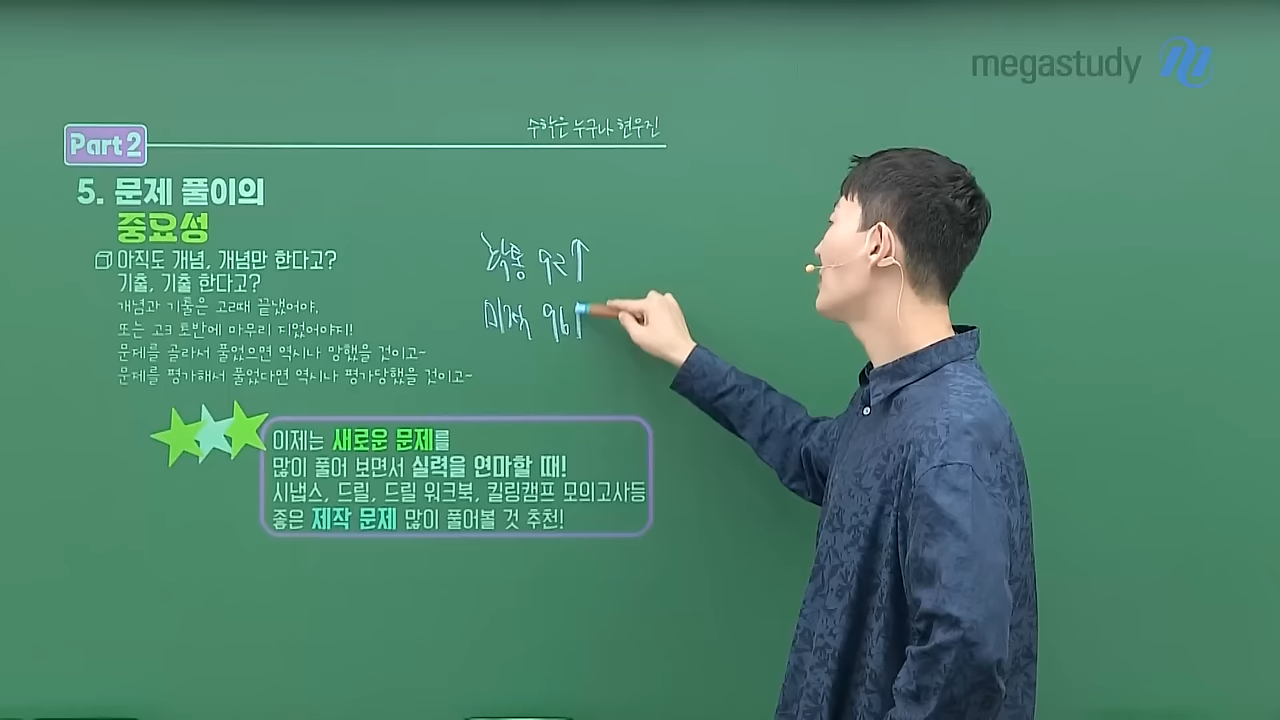 megastudy
수학은 누구나 현우진
Part 2
5. 문제 풀이의
중요성
아직도 개념, 개념만 한다고?
기출, 기출 한다고?
개념과 기출은 고2때 끝냈어야,
또는 고3 초반에 마무리 지었어야지!
문제를 골라서 풀었으면 역시나 망했을 것이고~
문제를 평가해서 풀었다면 역시나 평가당했을 것이고~
확통 92↑
미적 96↑
이제는 새로운 문제를
많이 풀어 보면서 실력을 연마할 때!
시냅스, 드릴, 드릴 워크북, 킬링캠프 모의고사등
좋은 제작 문제 많이 풀어볼 것 추천!